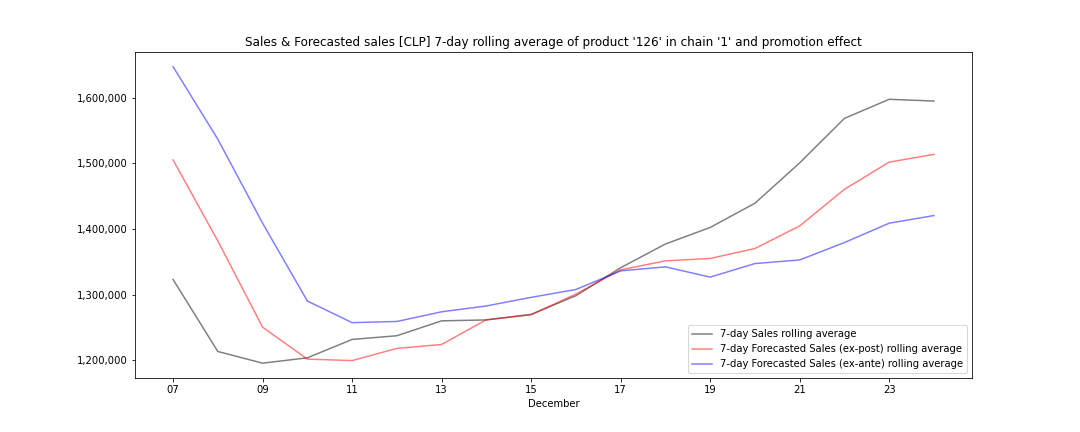 Sales & Forecasted sales [CLP] 7-day rolling average of product '126' in chain '1' and promotion effect
1,600,000
1,500,000
1,400,000
1,300,000
1,200,000
7-day Sales rolling average
7-day Forecasted Sales (ex-post) rolling average
7-day Forecasted Sales (ex-ante) rolling average
07 09 11 13 15 17 19 21 23
December